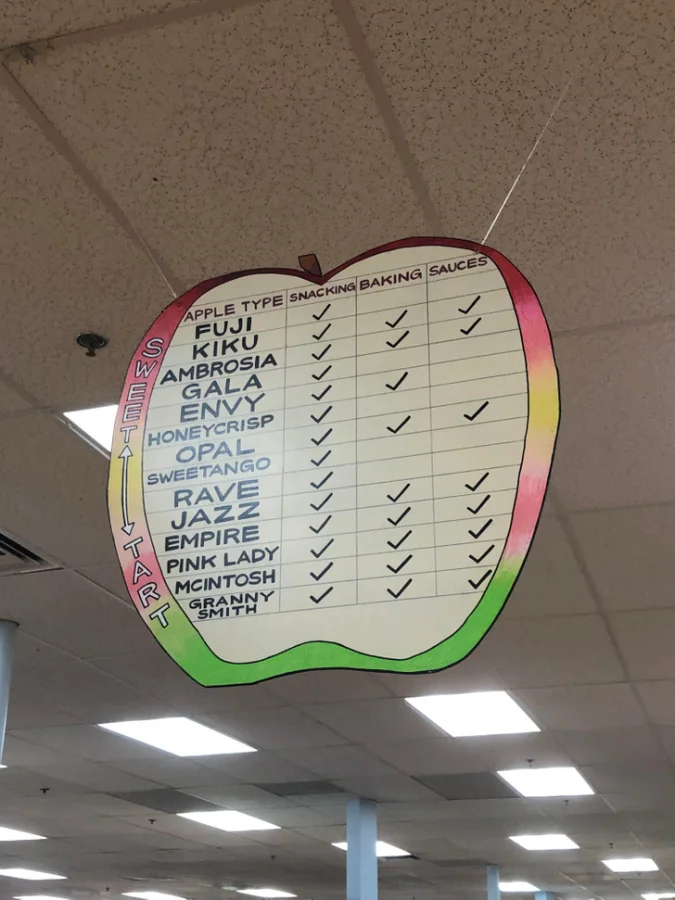 APPLE TYPE SNACKING BAKING SAUCES
FUJI
KIKU
AMBROSIA
GALA
ENVY
HONEYCRISP
OPAL
SWEETANGO
RAVE
JAZZ
EMPIRE
PINK LADY
MCINTOSH
GRANNY
SMITH
SWEET
TART